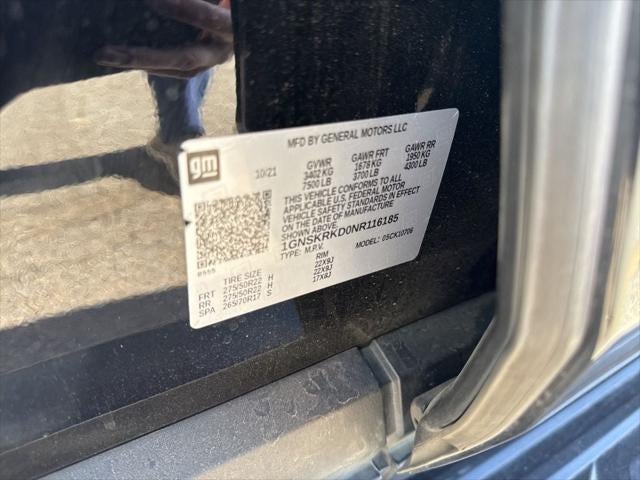 MFD BY GENERAL MOTORS LLC
gm
10/21
GVWR GAWR FRT GAWR RR
3402 KG 1678 KG 1950 KG
7500 LB 3700 LB 4300 LB
THIS VEHICLE CONFORMS TO ALL
APPLICABLE U.S. FEDERAL MOTOR
VEHICLE SAFETY STANDARDS IN EFFECT
ON THE DATE OF MANUFACTURE
SHOWN ABOVE.
1GNSKRKD0NR116185
TYPE: M.P.V. MODEL: 05CK10706
TIRE SIZE RIM
FRT 275/50R22 H 22X9J
RR 275/50R22 H 22X9J
SPA 265/70R17 S 17X8J